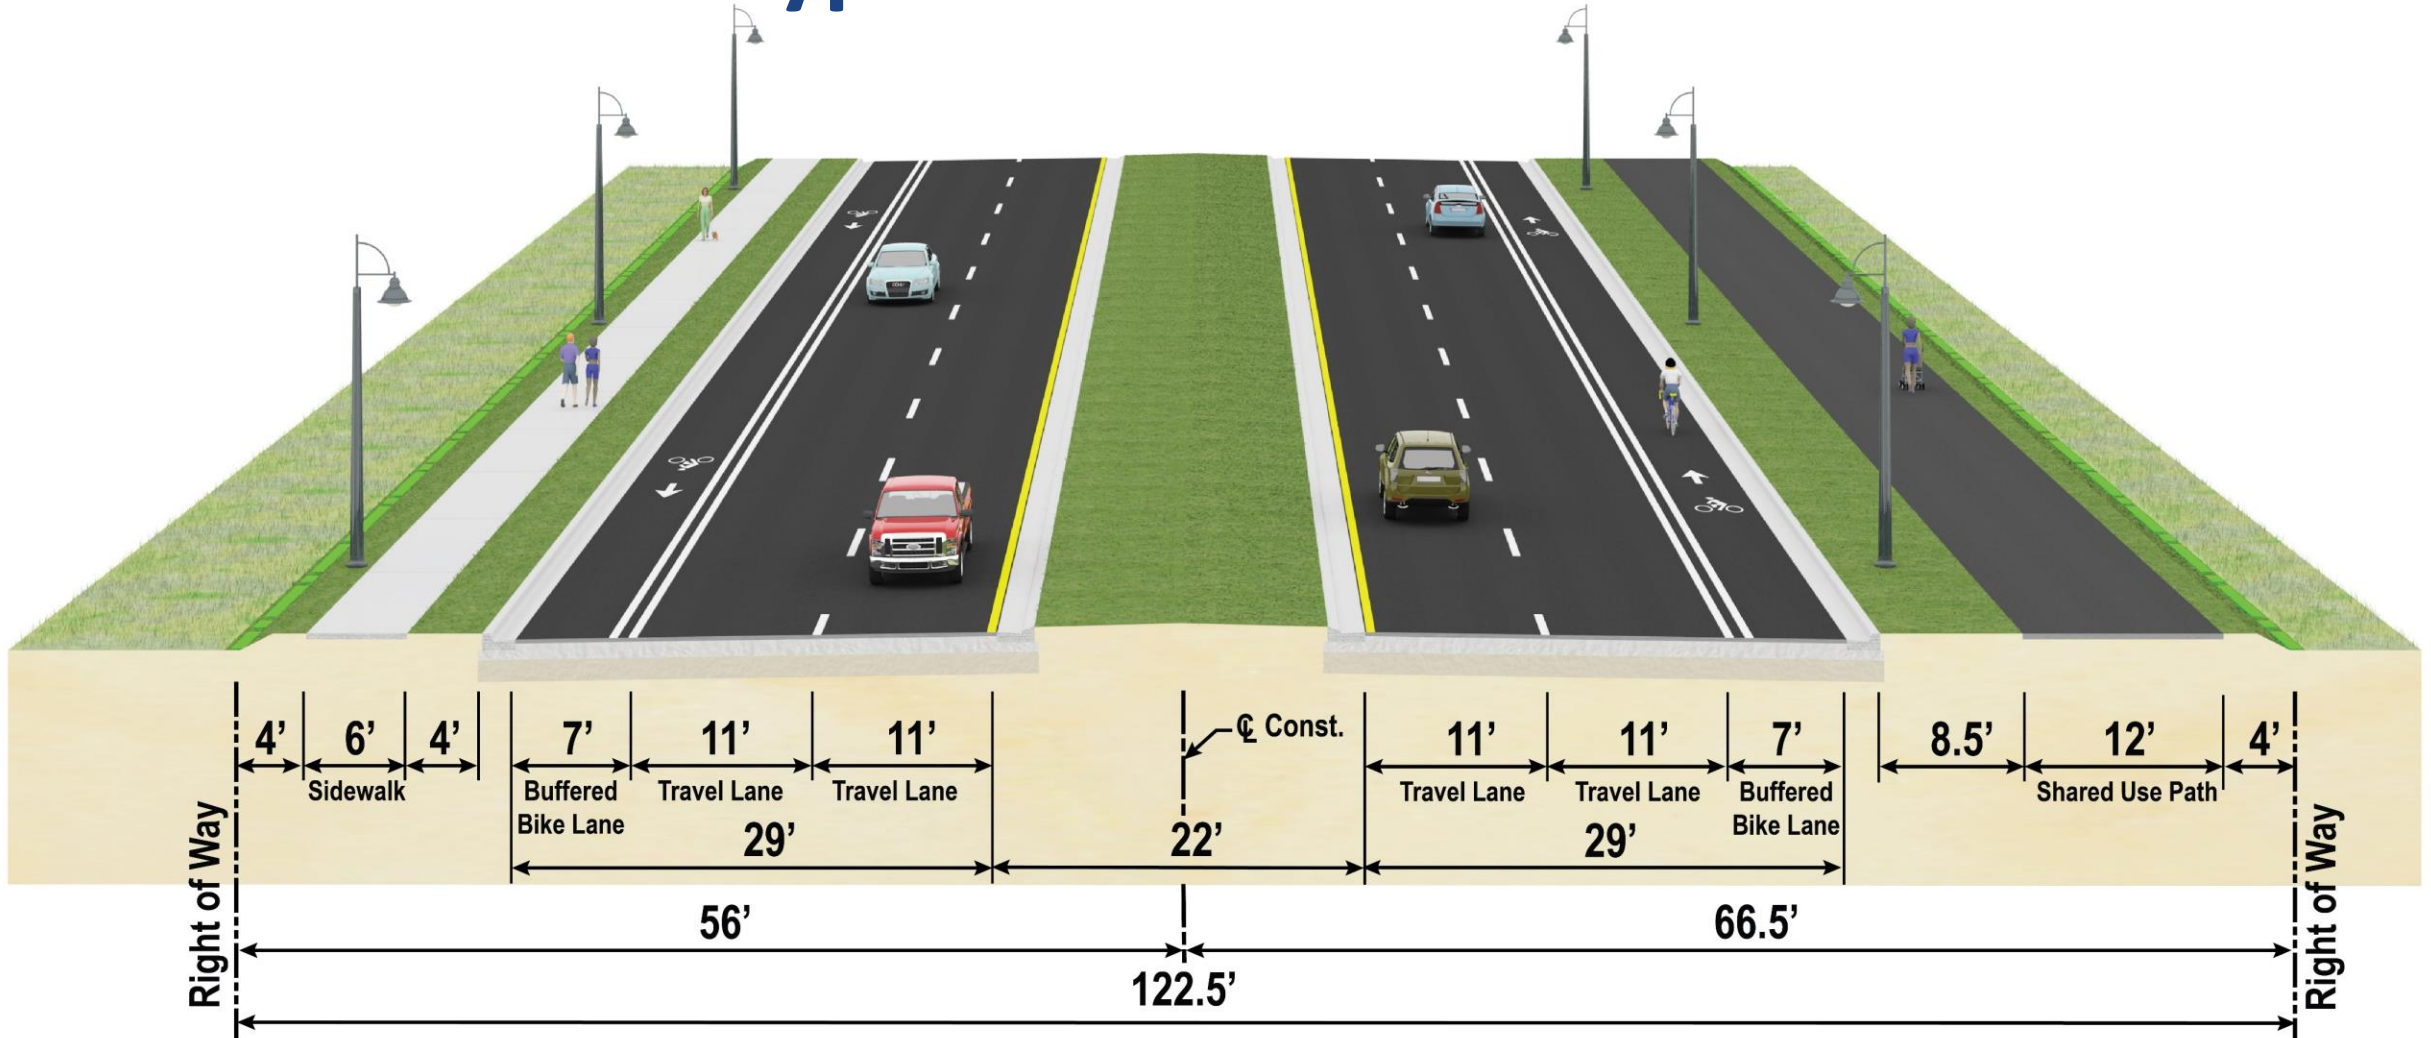 4’ 6’ 4’ 7’ 11’ 11’ ℄ Const. 11’ 11’ 7’ 8.5’ 12’ 4’
Sidewalk Buffered Travel Lane Travel Lane Travel Lane Travel Lane Buffered Shared Use Path
Bike Lane Bike Lane
29’ 22’ 29’
Right of Way
Right of Way
56’ 66.5’
122.5’